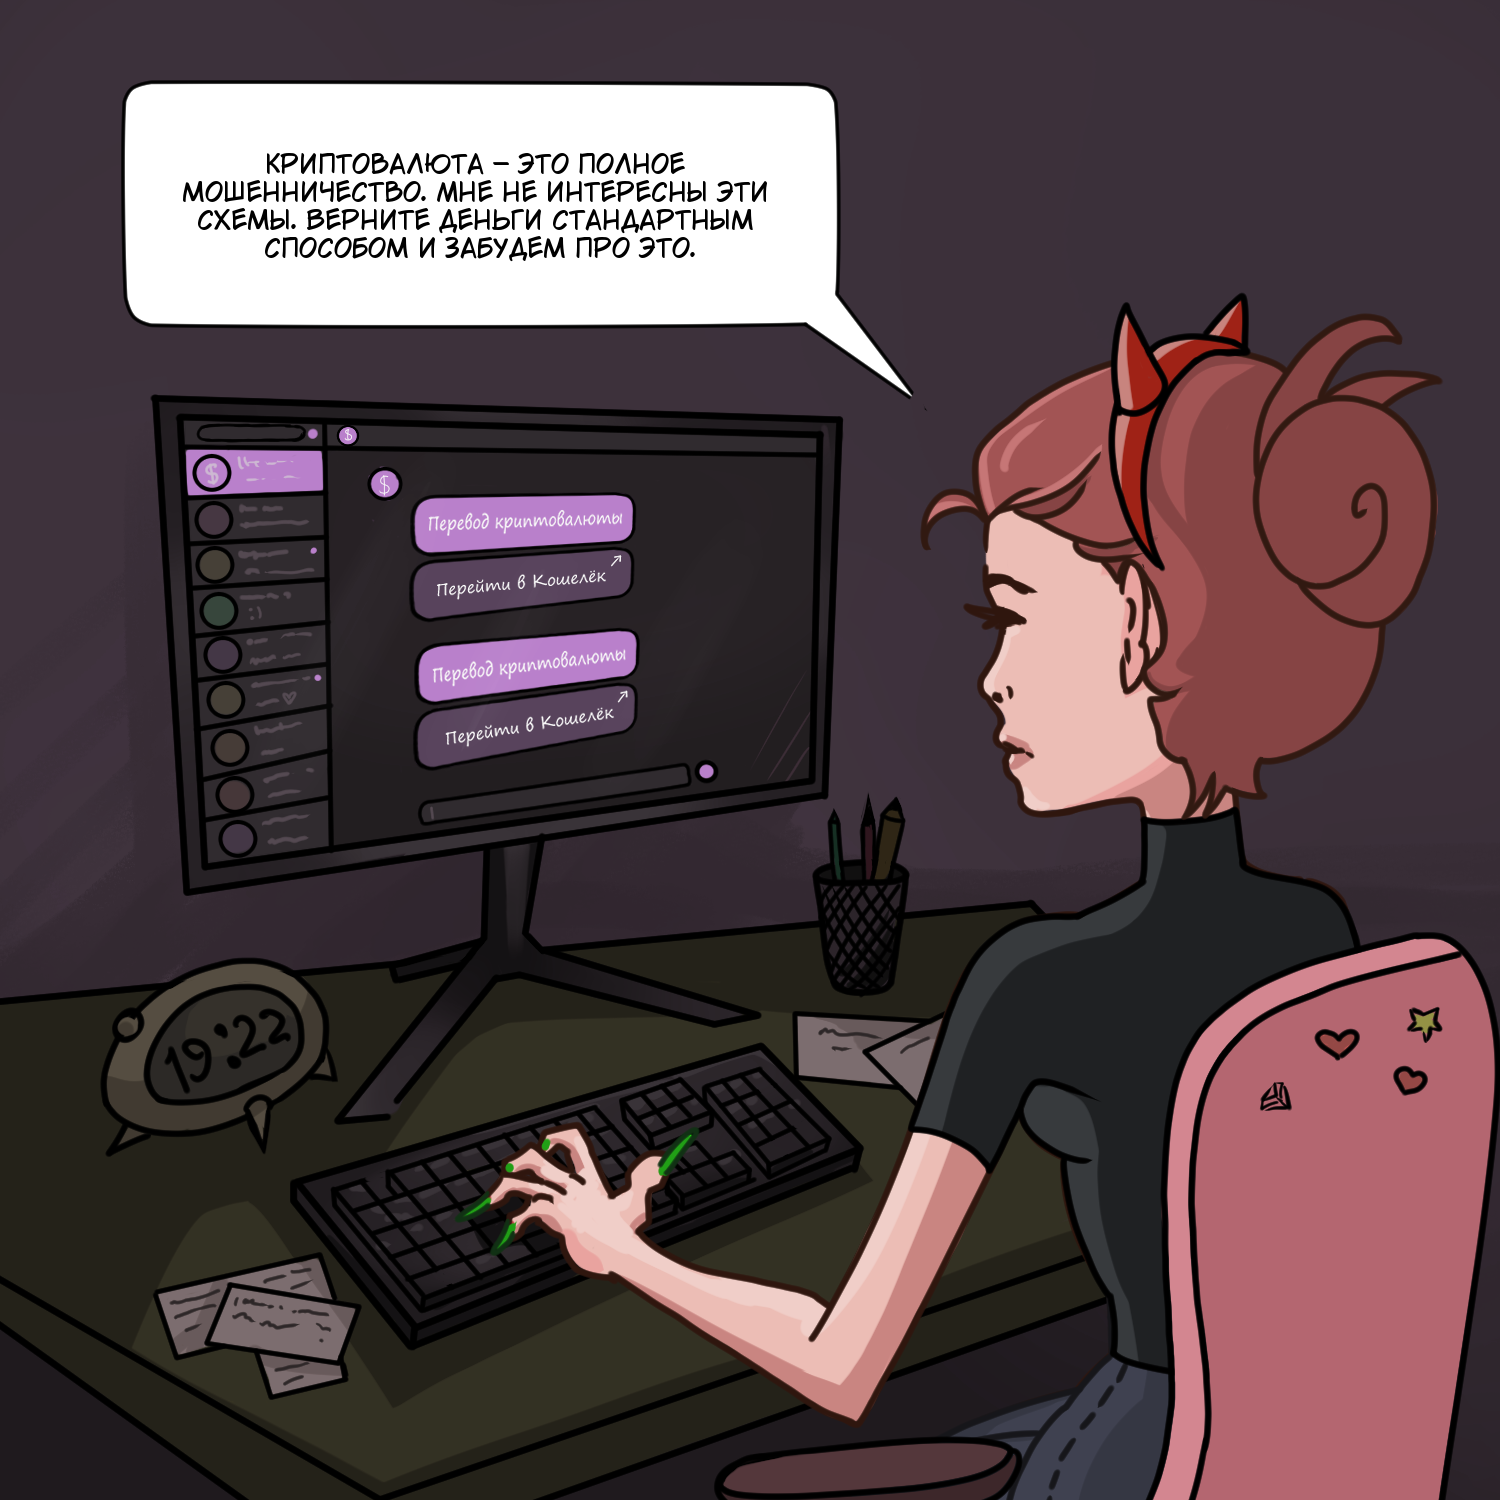 КРИПТОВАЛЮТА – ЭТО ПОЛНОЕ
МОШЕННИЧЕСТВО. МНЕ НЕ ИНТЕРЕСНЫ ЭТИ
СХЕМЫ. ВЕРНИТЕ ДЕНЬГИ СТАНДАРТНЫМ
СПОСОБОМ И ЗАБУДЕМ ПРО ЭТО.
$
$
$
Перевод криптовалюты
Перейти в Кошелёк
:)
Перевод криптовалюты
Перейти в Кошелёк
19:22